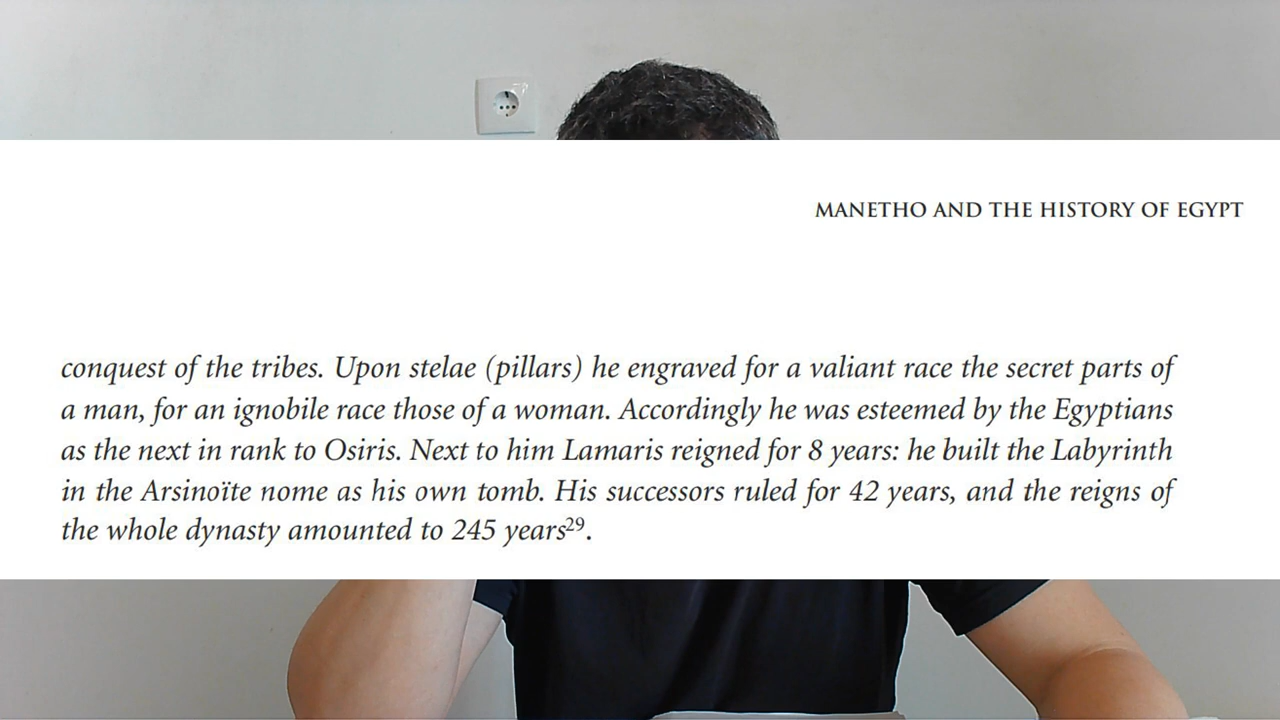 MANETHO AND THE HISTORY OF EGYPT
conquest of the tribes. Upon stelae (pillars) he engraved for a valiant race the secret parts of
a man, for an ignobile race those of a woman. Accordingly he was esteemed by the Egyptians
as the next in rank to Osiris. Next to him Lamaris reigned for 8 years: he built the Labyrinth
in the Arsinoïte nome as his own tomb. His successors ruled for 42 years, and the reigns of
the whole dynasty amounted to 245 years²⁹.